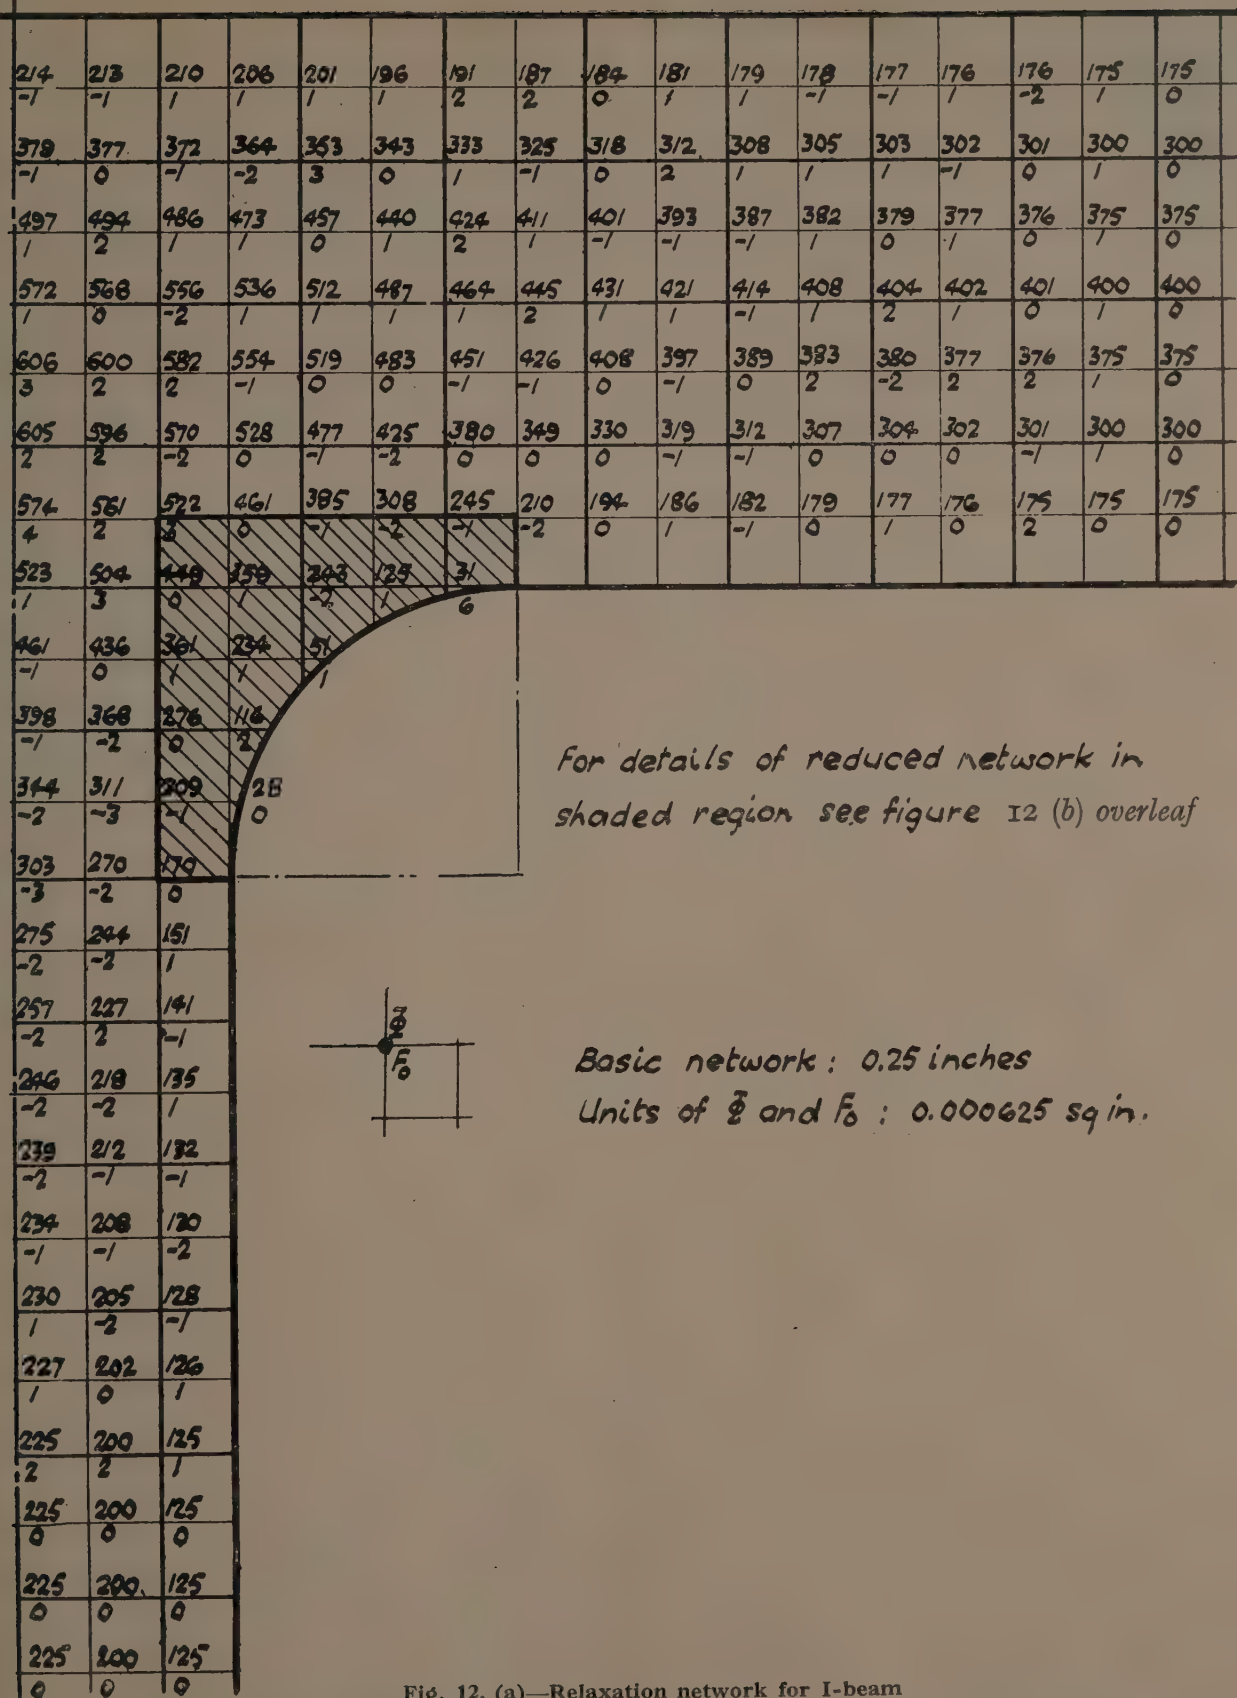 214 213 210 206 201 196 191 187 184 181 179 178 177 176 176 175 175
-1 -1 1 1 1 1 2 2 0 1 1 -1 -1 1 -2 1 0
379 377 372 364 353 343 333 325 318 312 308 305 303 302 301 300 300
-1 0 -1 -2 3 0 1 -1 0 2 1 1 1 -1 0 1 0
497 494 486 473 457 440 424 411 401 393 387 382 379 377 376 375 375
1 2 1 1 0 1 2 1 -1 -1 -1 1 0 1 0 1 0
572 568 556 536 512 487 464 445 431 421 414 408 404 402 401 400 400
1 0 -2 1 1 1 1 2 1 1 -1 1 2 1 0 1 0
606 600 582 554 519 483 451 426 408 397 389 383 380 377 376 375 375
3 2 2 -1 0 0 -1 -1 0 -1 0 2 -2 2 2 1 0
605 596 570 528 477 425 380 349 330 319 312 307 304 302 301 300 300
2 2 -2 0 -1 -2 0 0 0 -1 -1 0 0 0 -1 1 0
574 561 522 461 385 308 245 210 194 186 182 179 177 176 175 175 175
4 2 3 0 -1 -2 -1 -2 0 1 -1 0 1 0 2 0 0
523 504 449 359 243 125 31
1 3 0 1 -2 1 6
461 436 361 234 51
-1 0 1 1 1
398 368 276 116
-1 -2 0 2
344 311 209 28
-2 -3 -1 0
303 270 170
-3 -2 0
275 244 151
-2 -2 1
257 227 141
-2 2 -1
246 218 135
-2 -2 1
239 212 132
-2 -1 -1
234 208 130
-1 -1 -2
230 205 128
1 -2 -1
227 202 126
1 0 1
225 200 125
2 2 1
225 200 125
0 0 0
225 200 125
0 0 0
225 200 125
0 0 0
For details of reduced network in
shaded region see figure 12 (b) overleaf
Φ̄
F₀
Basic network : 0.25 inches
Units of Φ̄ and F₀ : 0.000625 sq in.
Fig. 12. (a)—Relaxation network for I-beam